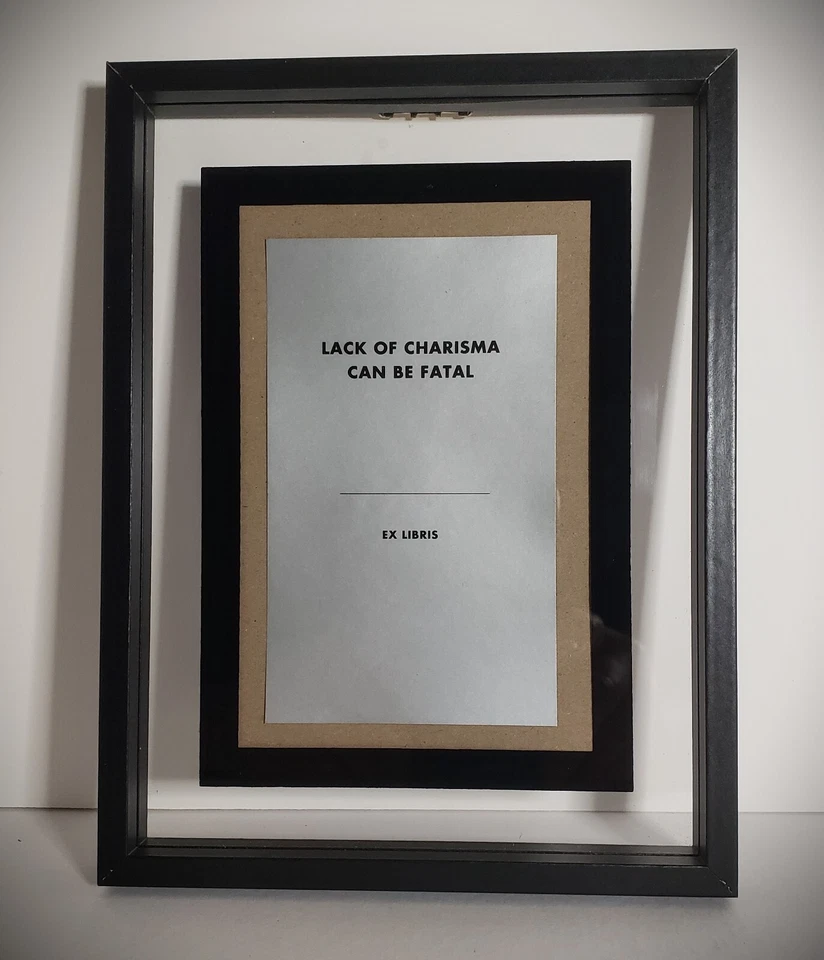 LACK OF CHARISMA
CAN BE FATAL
EX LIBRIS